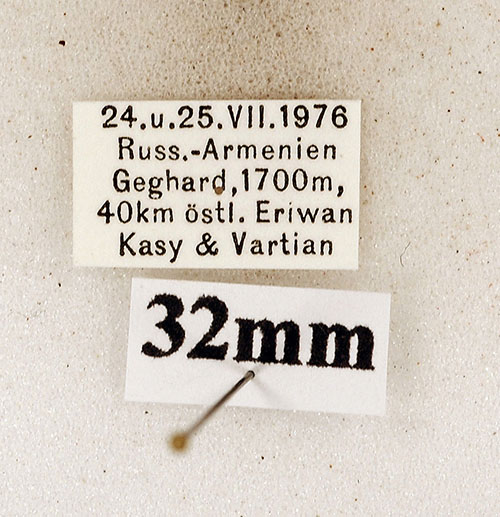 24.u.25.VII.1976
Russ.-Armenien
Geghard,1700m,
40km östl. Eriwan
Kasy & Vartian
32mm